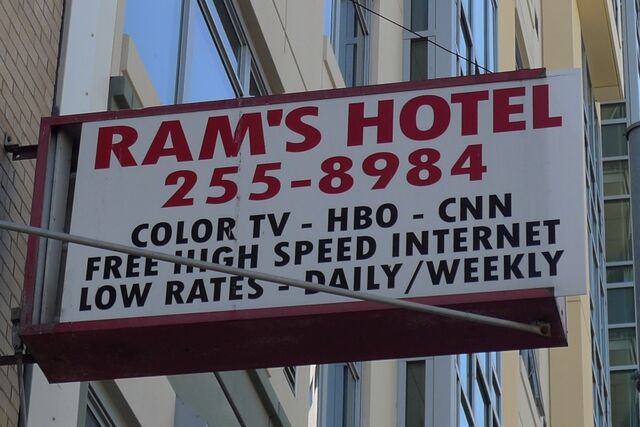 RAM'S HOTEL
255-8984
COLOR TV - HBO - CNN
FREE HIGH SPEED INTERNET
LOW RATES - DAILY/WEEKLY